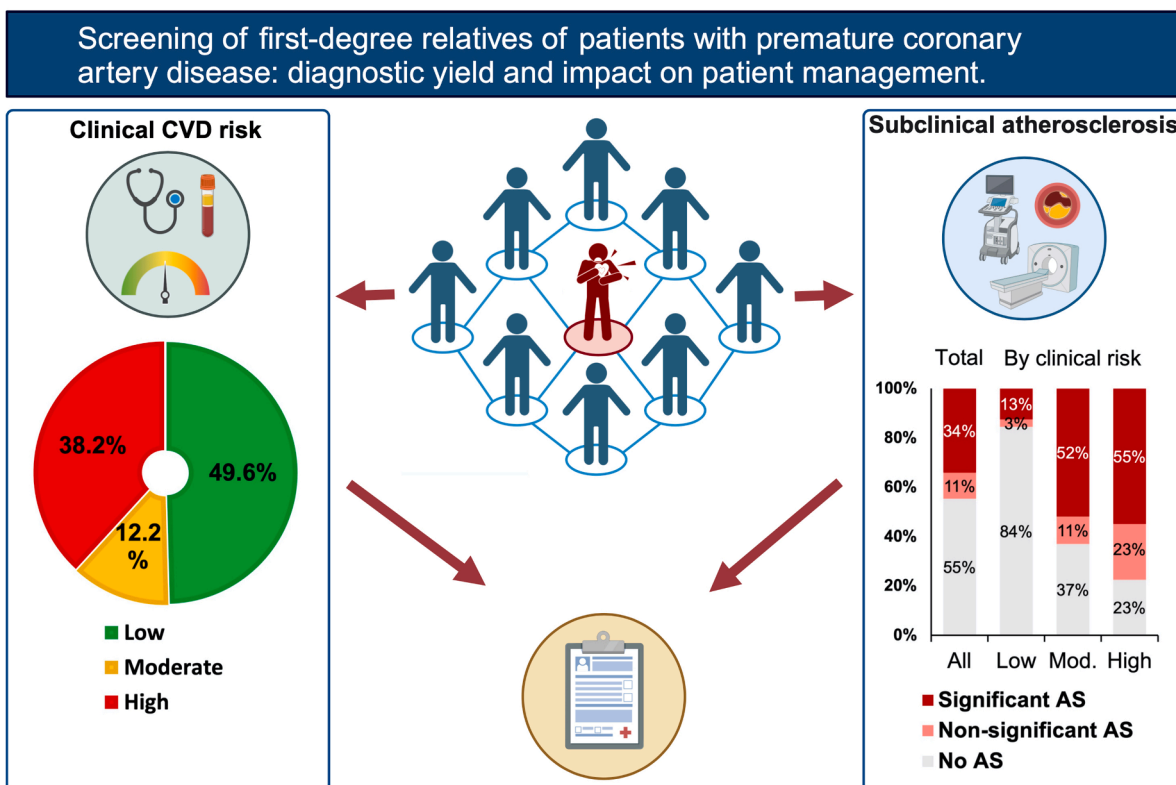 Screening of first-degree relatives of patients with premature coronary
artery disease: diagnostic yield and impact on patient management.
Clinical CVD risk
38.2%
49.6%
12.2
%
Low
Moderate
High
Subclinical atherosclerosis
Total By clinical risk
100%
80%
60%
40%
20%
0%
34%
11%
55%
13%
3%
84%
52%
11%
37%
55%
23%
23%
All Low Mod. High
Significant AS
Non-significant AS
No AS